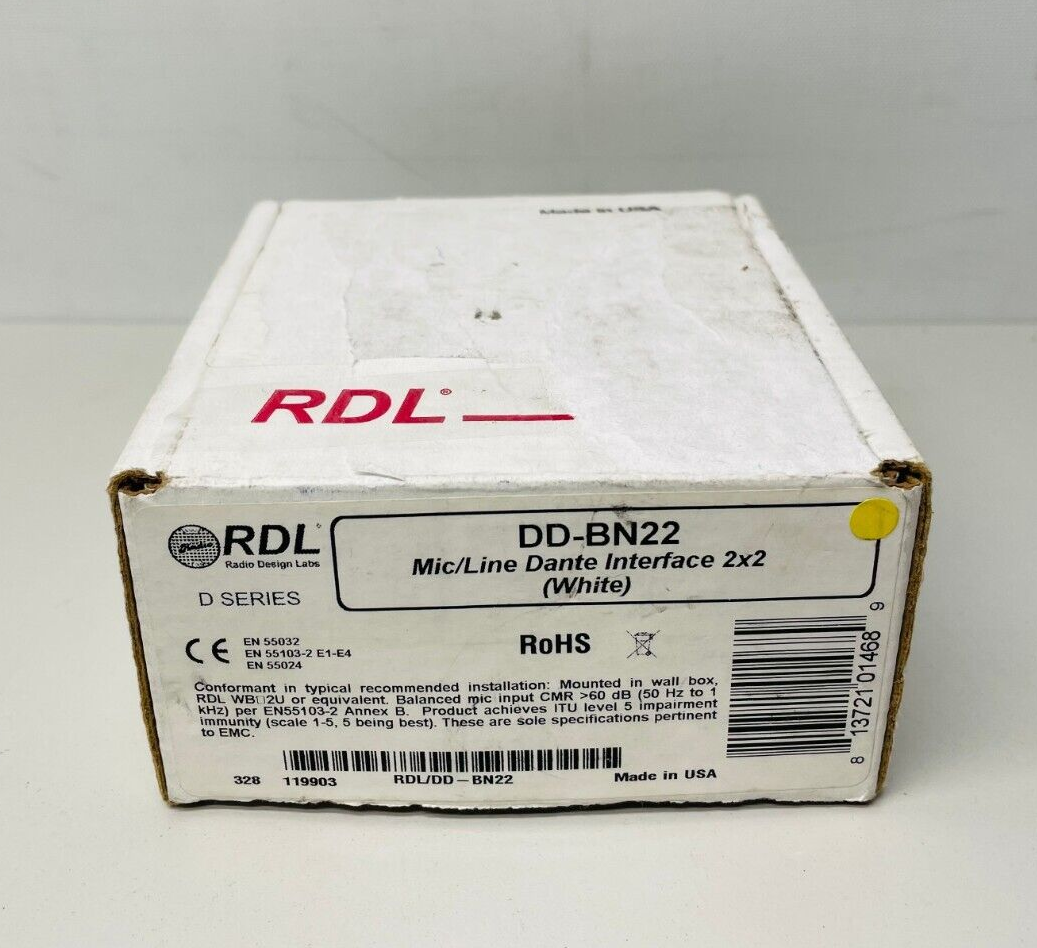 Made in USA
RDL®
RDL
Radio Design Labs
D SERIES
DD-BN22
Mic/Line Dante Interface 2x2
(White)
CE
EN 55032
EN 55103-2 E1-E4
EN 55024
RoHS
Conformant in typical recommended installation: Mounted in wall box,
RDL WB□2U or equivalent. Balanced mic input CMR >60 dB (50 Hz to 1
kHz) per EN55103-2 Annex B. Product achieves ITU level 5 impairment
immunity (scale 1-5, 5 being best). These are sole specifications pertinent
to EMC.
328 119903 RDL/DD-BN22 Made in USA
8 13721 01468 9